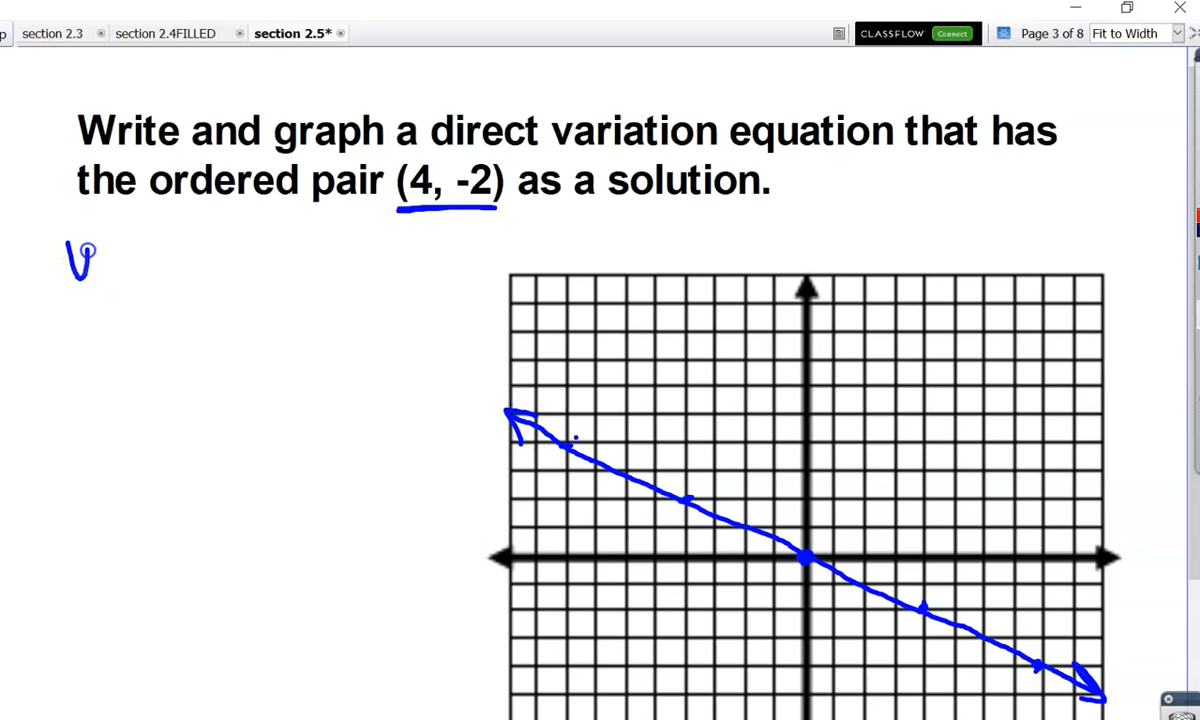 section 2.3
section 2.4FILLED
section 2.5*
CLASSFLOW Connect
Page 3 of 8
Fit to Width
Write and graph a direct variation equation that has
the ordered pair (4, -2) as a solution.